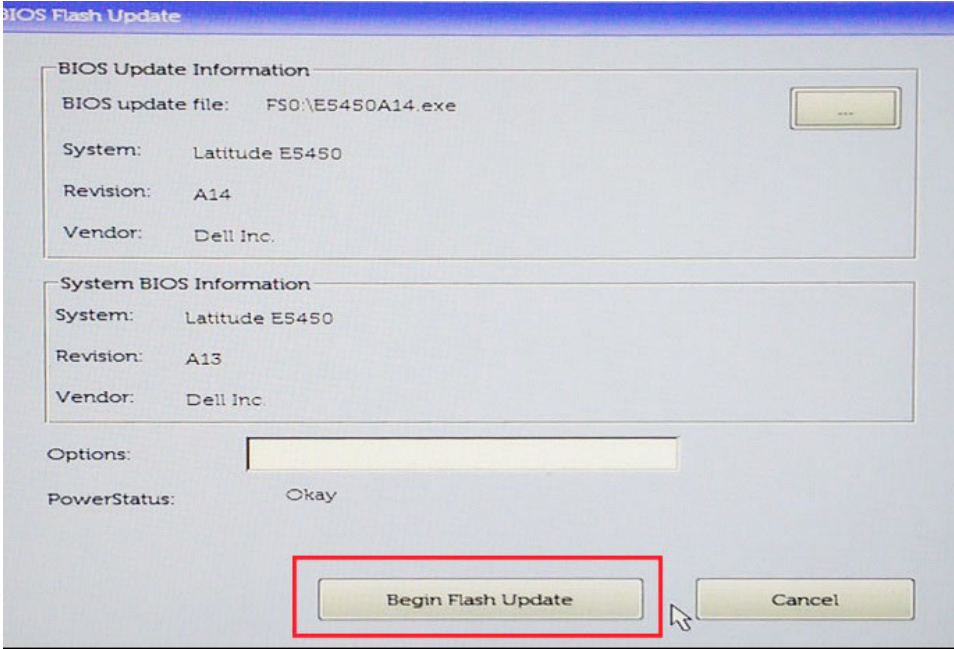 BIOS Flash Update
BIOS Update Information
BIOS update file: FS0:\E5450A14.exe
...
System: Latitude E5450
Revision: A14
Vendor: Dell Inc.
System BIOS Information
System: Latitude E5450
Revision: A13
Vendor: Dell Inc.
Options:
PowerStatus: Okay
Begin Flash Update Cancel